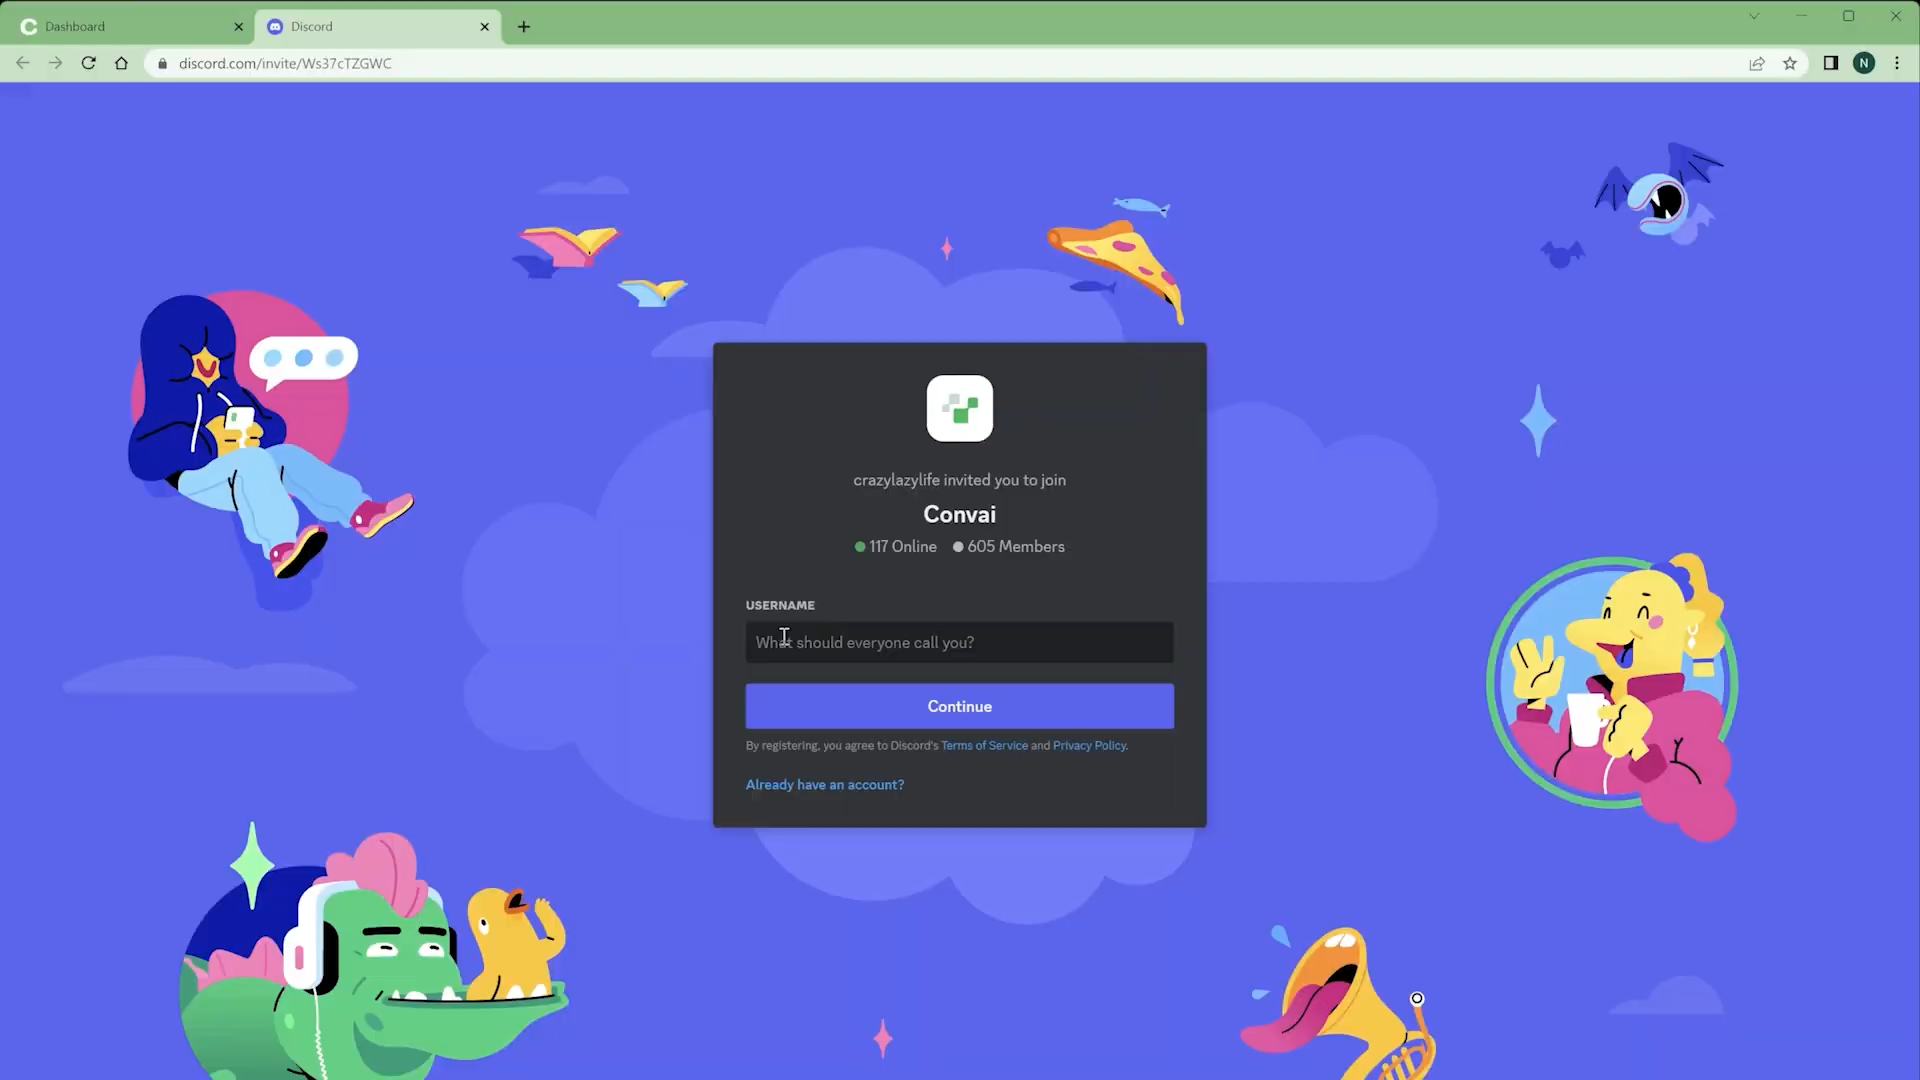 Dashboard
Discord
discord.com/invite/Ws37cTZGWC
N
crazylazylife invited you to join
Convai
117 Online 605 Members
USERNAME
What should everyone call you?
Continue
By registering, you agree to Discord's Terms of Service and Privacy Policy.
Already have an account?